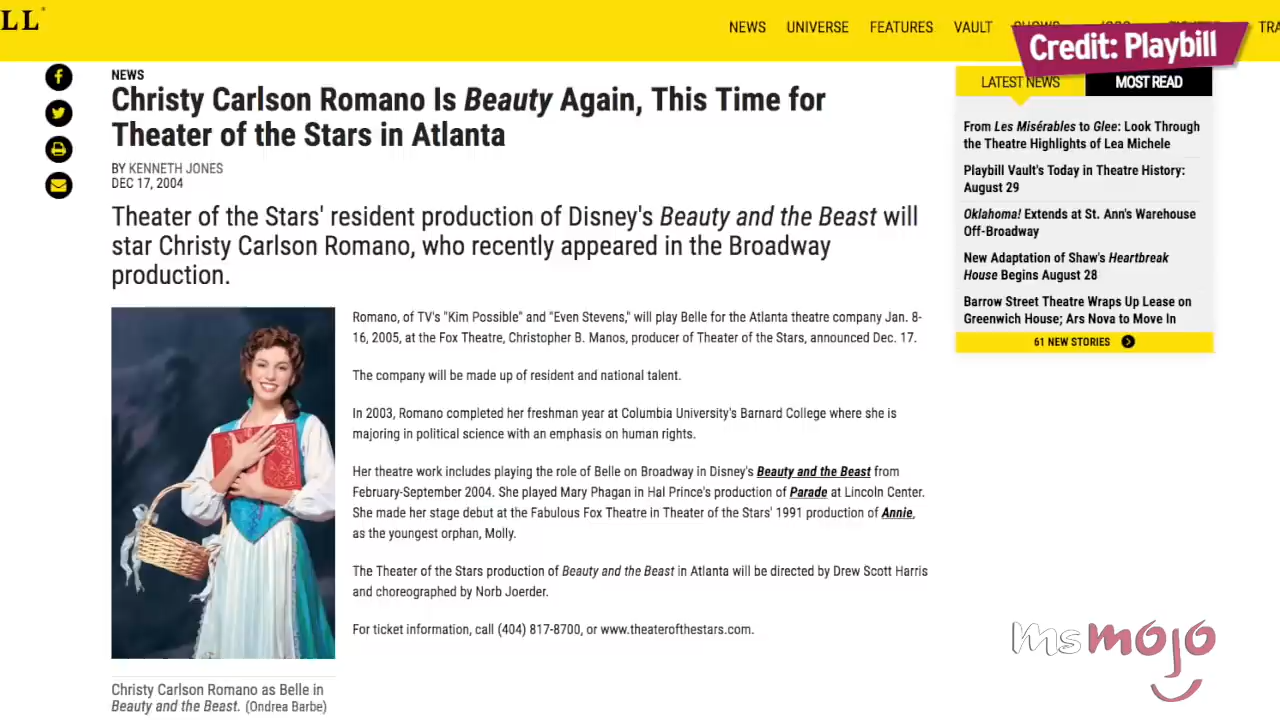 LL
NEWS UNIVERSE FEATURES VAULT
Credit: Playbill
NEWS
Christy Carlson Romano Is Beauty Again, This Time for
Theater of the Stars in Atlanta
BY KENNETH JONES
DEC 17, 2004
Theater of the Stars' resident production of Disney's Beauty and the Beast will
star Christy Carlson Romano, who recently appeared in the Broadway
production.
Romano, of TV's "Kim Possible" and "Even Stevens," will play Belle for the Atlanta theatre company Jan. 8-
16, 2005, at the Fox Theatre, Christopher B. Manos, producer of Theater of the Stars, announced Dec. 17.
The company will be made up of resident and national talent.
In 2003, Romano completed her freshman year at Columbia University's Barnard College where she is
majoring in political science with an emphasis on human rights.
Her theatre work includes playing the role of Belle on Broadway in Disney's Beauty and the Beast from
February-September 2004. She played Mary Phagan in Hal Prince's production of Parade at Lincoln Center.
She made her stage debut at the Fabulous Fox Theatre in Theater of the Stars' 1991 production of Annie,
as the youngest orphan, Molly.
The Theater of the Stars production of Beauty and the Beast in Atlanta will be directed by Drew Scott Harris
and choreographed by Norb Joerder.
For ticket information, call (404) 817-8700, or www.theaterofthestars.com.
Christy Carlson Romano as Belle in
Beauty and the Beast. (Ondrea Barbe)
LATEST NEWS MOST READ
From Les Misérables to Glee: Look Through
the Theatre Highlights of Lea Michele
Playbill Vault's Today in Theatre History:
August 29
Oklahoma! Extends at St. Ann's Warehouse
Off-Broadway
New Adaptation of Shaw's Heartbreak
House Begins August 28
Barrow Street Theatre Wraps Up Lease on
Greenwich House; Ars Nova to Move In
61 NEW STORIES
msmojo